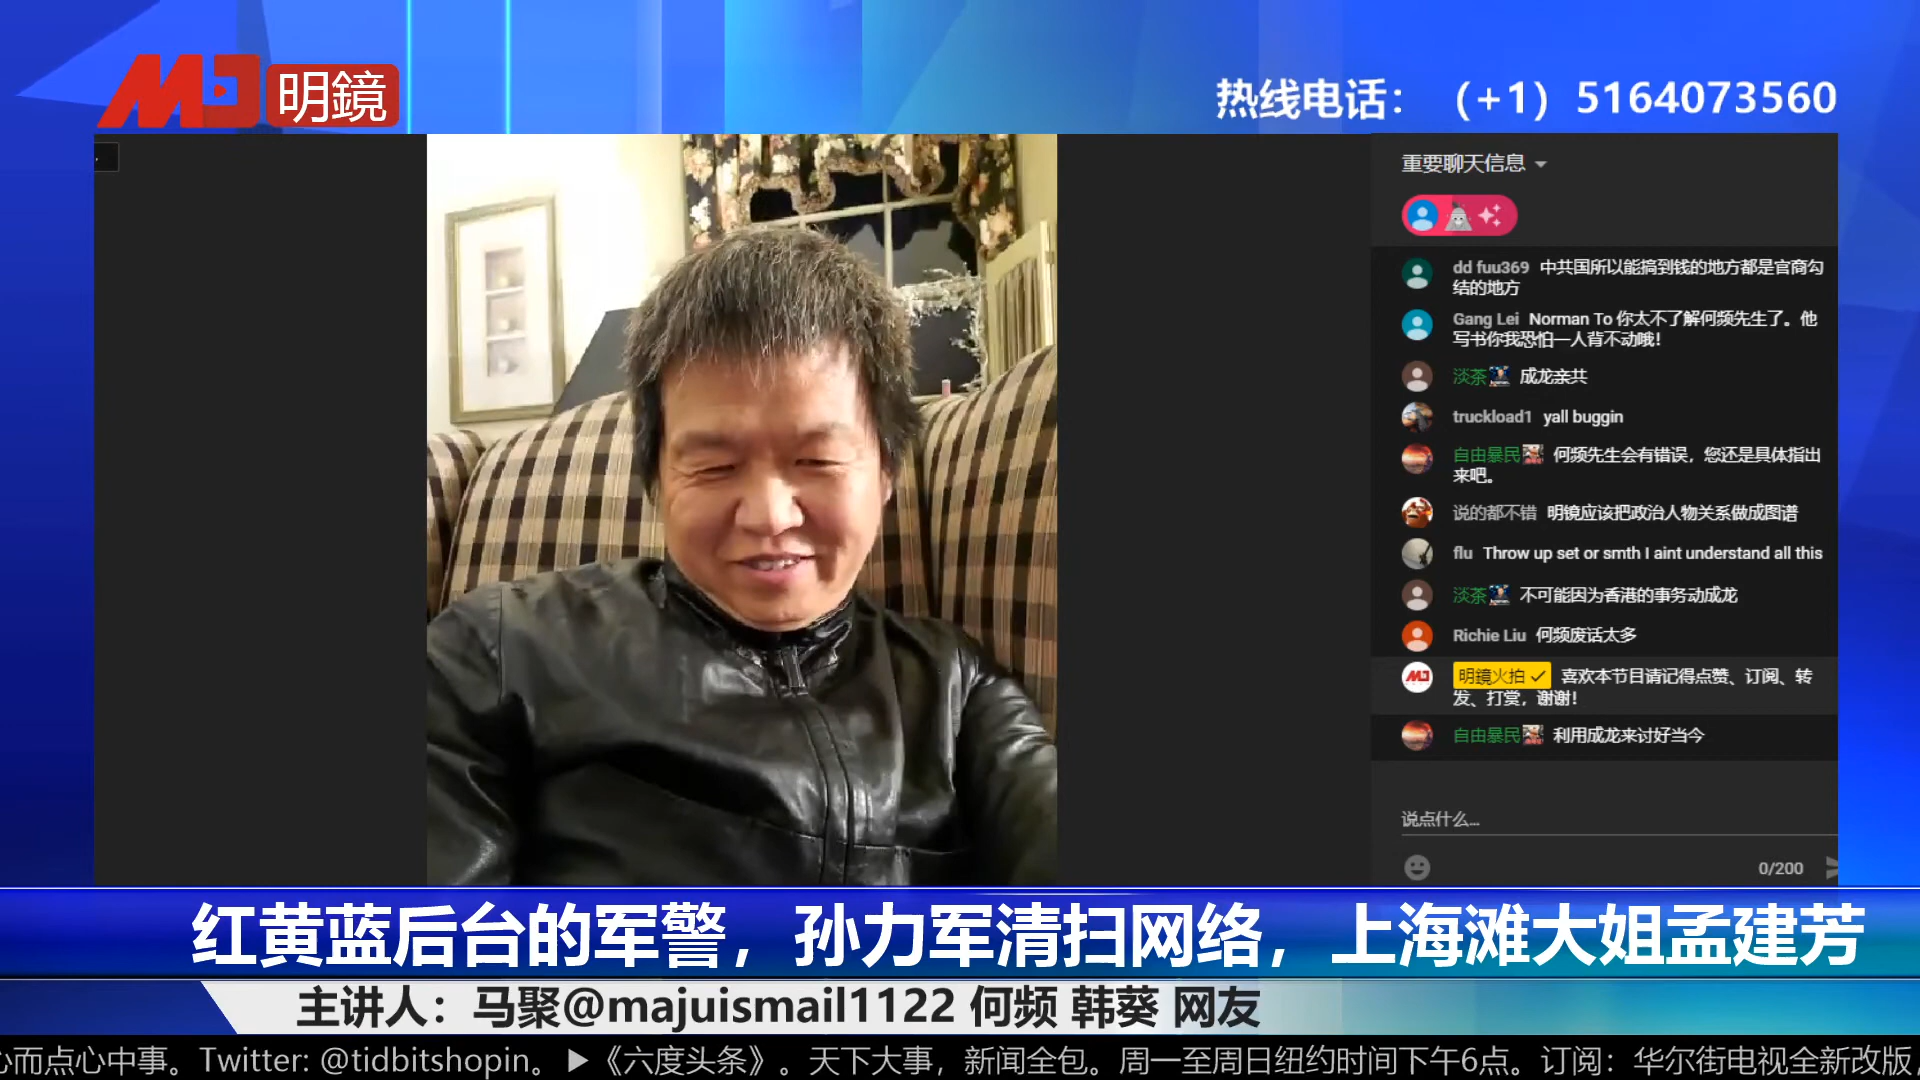 MD 明鏡
热线电话： （+1）5164073560
重要聊天信息
dd fuu369 中共国所以能搞到钱的地方都是官商勾
结的地方
Gang Lei Norman To 你太不了解何频先生了。他
写书你我恐怕一人背不动哦！
淡茶 成龙亲共
truckload1 yall buggin
自由暴民 何频先生会有错误，您还是具体指出
来吧。
说的都不错 明镜应该把政治人物关系做成图谱
flu Throw up set or smth I aint understand all this
淡茶 不可能因为香港的事务动成龙
Richie Liu 何频废话太多
明鏡火拍 喜欢本节目请记得点赞、订阅、转
发、打赏，谢谢！
自由暴民 利用成龙来讨好当今
说点什么...
0/200
红黄蓝后台的军警，孙力军清扫网络，上海滩大姐孟建芳
主讲人：马聚@majuismail1122 何频 韩葵 网友
心而点心中事。Twitter: @tidbitshopin。▶《六度头条》。天下大事，新闻全包。周一至周日纽约时间下午6点。订阅：华尔街电视全新改版，